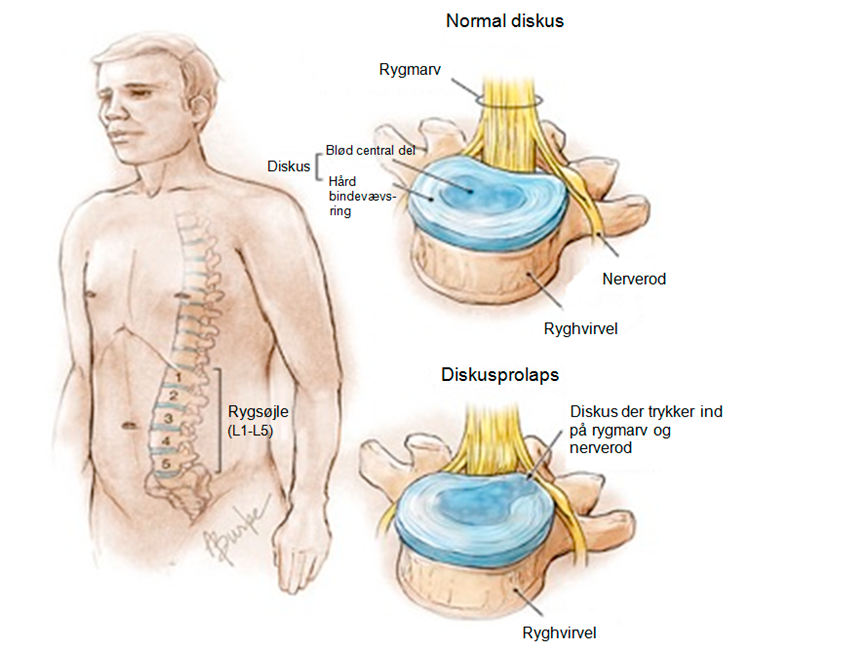 Normal diskus
Rygmarv
Blød central del
Diskus
Hård
bindevævs-
ring
Nerverod
Ryghvirvel
Diskusprolaps
Diskus der trykker ind
på rygmarv og
nerverod
1
2
3
4
5
Rygsøjle
(L1-L5)
Ryghvirvel